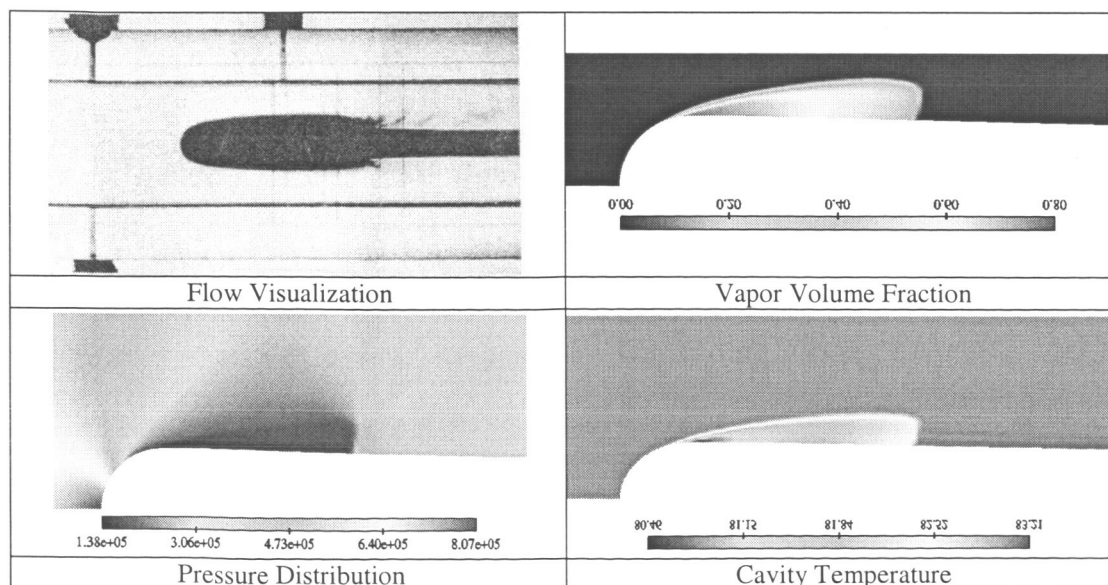 0.00 0.20 0.40 0.60 0.80
Flow Visualization
Vapor Volume Fraction
1.38e+05 3.06e+05 4.73e+05 6.40e+05 8.07e+05
80.46 81.15 81.84 82.52 83.21
Pressure Distribution
Cavity Temperature